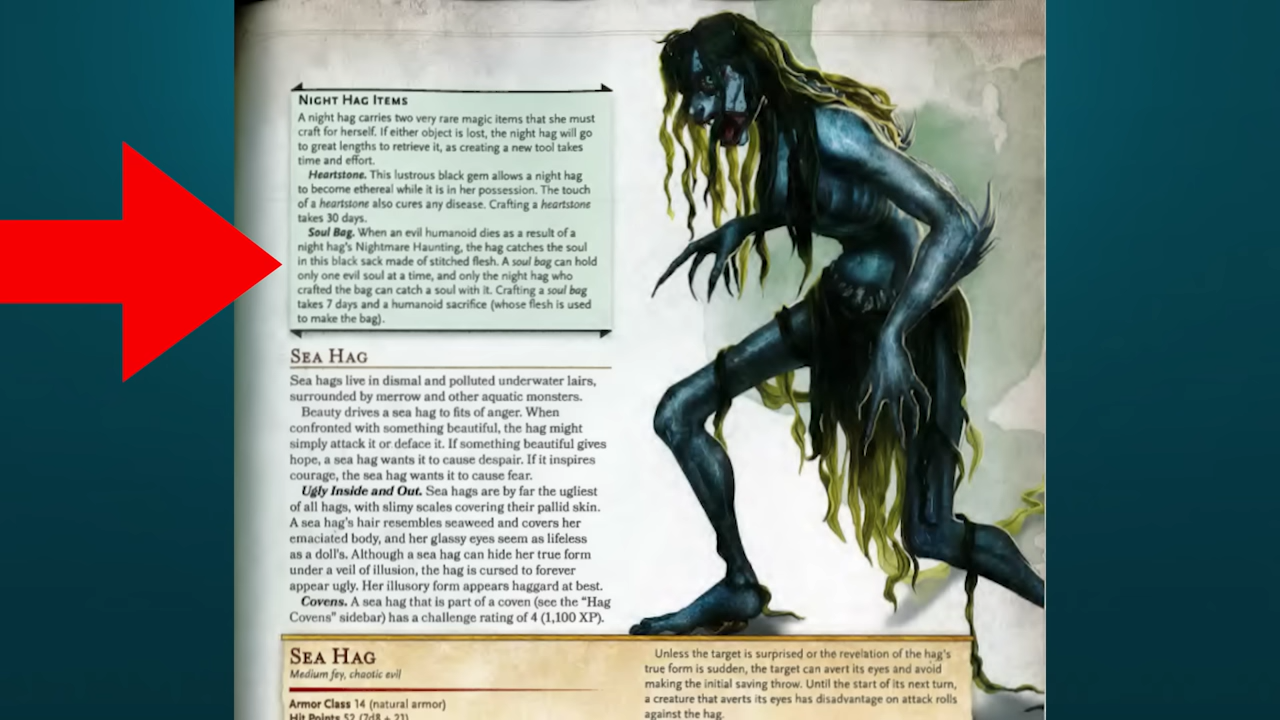 NIGHT HAG ITEMS
A night hag carries two very rare magic items that she must
craft for herself. If either object is lost, the night hag will go
to great lengths to retrieve it, as creating a new tool takes
time and effort.
Heartstone. This lustrous black gem allows a night hag
to become ethereal while it is in her possession. The touch
of a heartstone also cures any disease. Crafting a heartstone
takes 30 days.
Soul Bag. When an evil humanoid dies as a result of a
night hag's Nightmare Haunting, the hag catches the soul
in this black sack made of stitched flesh. A soul bag can hold
only one evil soul at a time, and only the night hag who
crafted the bag can catch a soul with it. Crafting a soul bag
takes 7 days and a humanoid sacrifice (whose flesh is used
to make the bag).
SEA HAG
Sea hags live in dismal and polluted underwater lairs,
surrounded by merrow and other aquatic monsters.
Beauty drives a sea hag to fits of anger. When
confronted with something beautiful, the hag might
simply attack it or deface it. If something beautiful gives
hope, a sea hag wants it to cause despair. If it inspires
courage, the sea hag wants it to cause fear.
Ugly Inside and Out. Sea hags are by far the ugliest
of all hags, with slimy scales covering their pallid skin.
A sea hag's hair resembles seaweed and covers her
emaciated body, and her glassy eyes seem as lifeless
as a doll's. Although a sea hag can hide her true form
under a veil of illusion, the hag is cursed to forever
appear ugly. Her illusory form appears haggard at best.
Covens. A sea hag that is part of a coven (see the "Hag
Covens" sidebar) has a challenge rating of 4 (1,100 XP).
SEA HAG
Medium fey, chaotic evil
Armor Class 14 (natural armor)
Hit Points 52 (7d8 + 21)
Unless the target is surprised or the revelation of the hag's
true form is sudden, the target can avert its eyes and avoid
making the initial saving throw. Until the start of its next turn,
a creature that averts its eyes has disadvantage on attack rolls
against the hag.